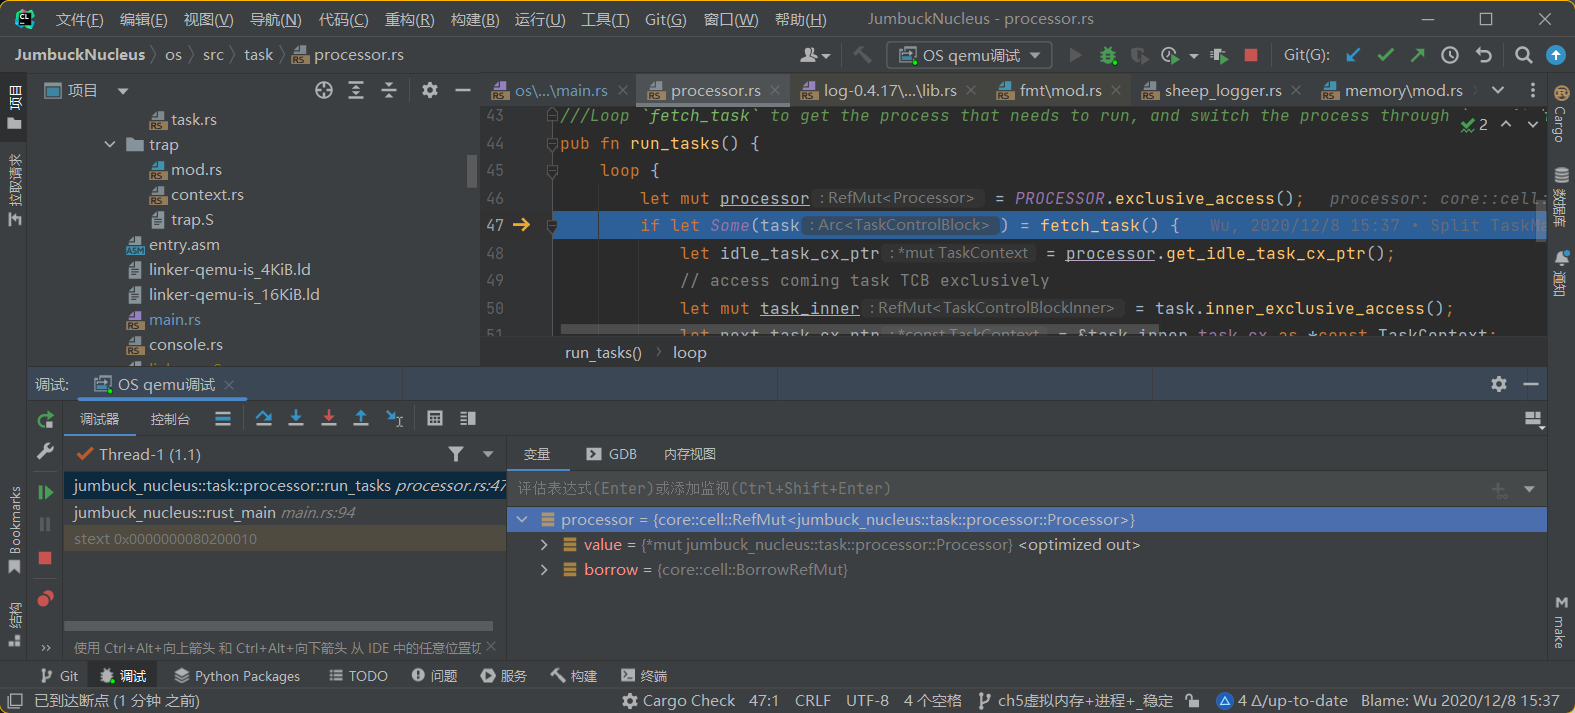 文件(F) 编辑(E) 视图(V) 导航(N) 代码(C) 重构(R) 构建(B) 运行(U) 工具(T) Git(G) 窗口(W) 帮助(H) JumbuckNucleus - processor.rs
JumbuckNucleus os src task processor.rs OS qemu调试 Git(G):
项目 os\...\main.rs processor.rs log-0.4.17\...\lib.rs fmt\mod.rs sheep_logger.rs memory\mod.rs
项目
拉取请求
Bookmarks
结构
task.rs
trap
mod.rs
context.rs
trap.S
entry.asm
linker-qemu-is_4KiB.ld
linker-qemu-is_16KiB.ld
main.rs
console.rs
43 ///Loop `fetch_task` to get the process that needs to run, and switch the process through `
2
44 pub fn run_tasks() {
45 loop {
46 let mut processor : RefMut<Processor> = PROCESSOR.exclusive_access(); processor: core::cell:
47 if let Some(task : Arc<TaskControlBlock> ) = fetch_task() { Wu, 2020/12/8 15:37 • Split TaskMa
48 let idle_task_cx_ptr : *mut TaskContext = processor.get_idle_task_cx_ptr();
49 // access coming task TCB exclusively
50 let mut task_inner : RefMut<TaskControlBlockInner> = task.inner_exclusive_access();
51 let next_task_cx_ptr : *const TaskContext = &task_inner.task_cx as *const TaskContext;
run_tasks() loop
Cargo
数据库
通知
make
调试: OS qemu调试
调试器 控制台
Thread-1 (1.1)
jumbuck_nucleus::task::processor::run_tasks processor.rs:47
jumbuck_nucleus::rust_main main.rs:94
stext 0x0000000080200010
使用 Ctrl+Alt+向上箭头 和 Ctrl+Alt+向下箭头 从 IDE 中的任意位置切
变量 GDB 内存视图
评估表达式(Enter)或添加监视(Ctrl+Shift+Enter)
processor = {core::cell::RefMut<jumbuck_nucleus::task::processor::Processor>}
value = {*mut jumbuck_nucleus::task::processor::Processor} <optimized out>
borrow = {core::cell::BorrowRefMut}
Git 调试 Python Packages TODO 问题 服务 构建 终端
已到达断点 (1 分钟 之前) Cargo Check 47:1 CRLF UTF-8 4 个空格 ch5虚拟内存+进程+_稳定 4 Δ/up-to-date Blame: Wu 2020/12/8 15:37